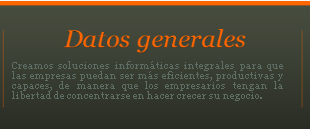 Datos generales
Creamos soluciones informáticas integrales para que
las empresas puedan ser más eficientes, productivas y
capaces, de manera que los empresarios tengan la
libertad de concentrarse en hacer crecer su negocio.